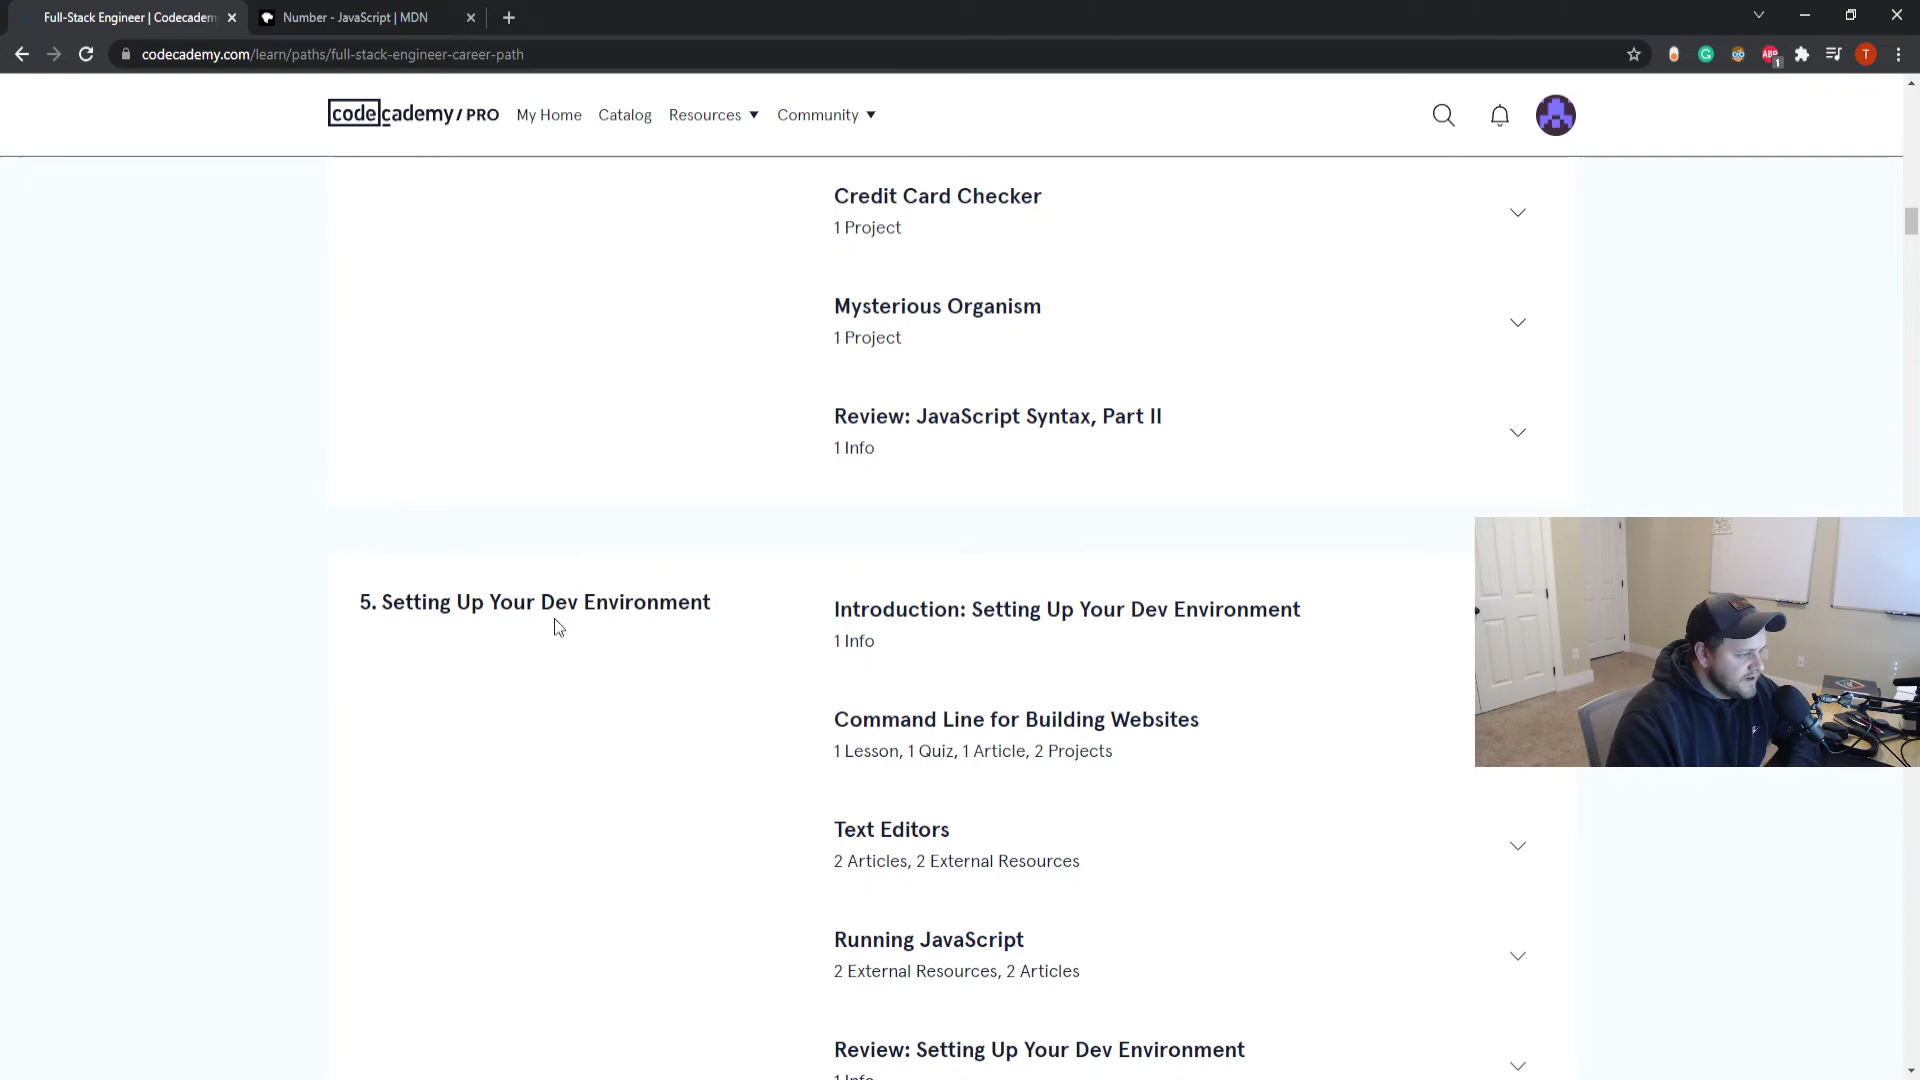 Full-Stack Engineer | Codecadem
Number - JavaScript | MDN
codecademy.com/learn/paths/full-stack-engineer-career-path
ABP
1
T
codecademy / PRO
My Home
Catalog
Resources
Community
Credit Card Checker
1 Project
Mysterious Organism
1 Project
Review: JavaScript Syntax, Part II
1 Info
5. Setting Up Your Dev Environment
Introduction: Setting Up Your Dev Environment
1 Info
Command Line for Building Websites
1 Lesson, 1 Quiz, 1 Article, 2 Projects
Text Editors
2 Articles, 2 External Resources
Running JavaScript
2 External Resources, 2 Articles
Review: Setting Up Your Dev Environment
1 Info